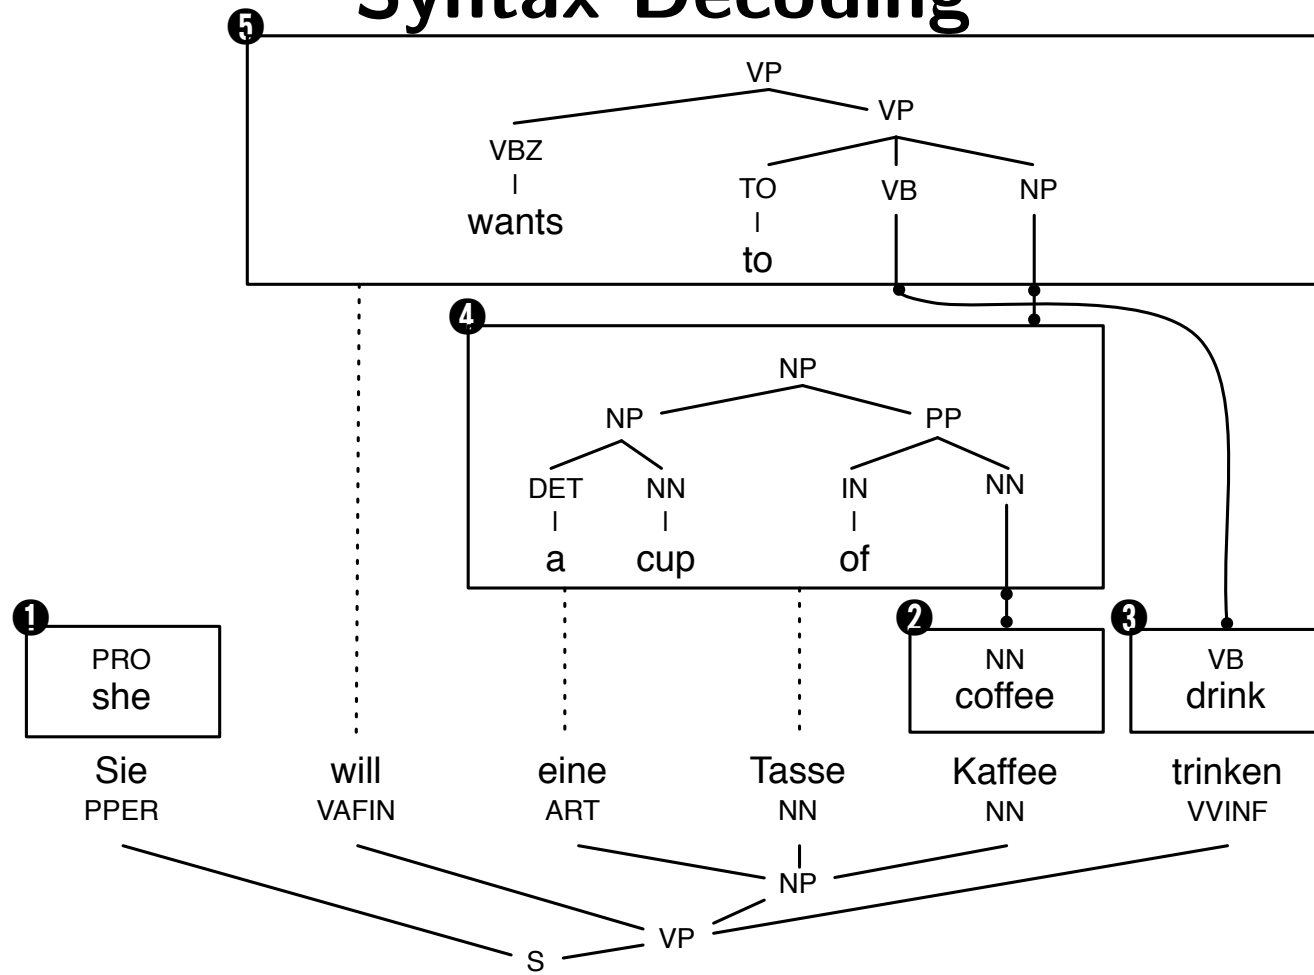 Syntax Decoding
5
VP
VP
VBZ
TO VB NP
wants
to
4
NP
NP PP
DET NN IN NN
a cup of
1 2 3
PRO NN VB
she coffee drink
Sie will eine Tasse Kaffee trinken
PPER VAFIN ART NN NN VVINF
NP
VP
S